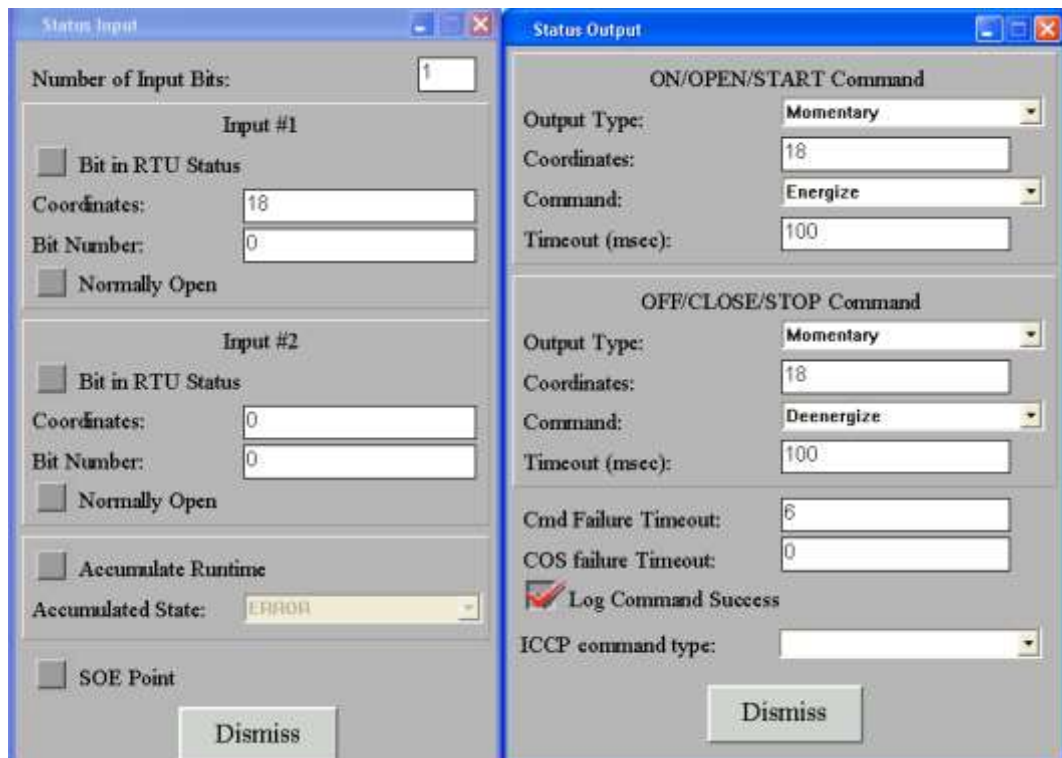 Status Input
Number of Input Bits: 1
Input #1
Bit in RTU Status
Coordinates: 18
Bit Number: 0
Normally Open
Input #2
Bit in RTU Status
Coordinates: 0
Bit Number: 0
Normally Open
Accumulate Runtime
Accumulated State: ERROR
SOE Point
Dismiss
Status Output
ON/OPEN/START Command
Output Type: Momentary
Coordinates: 18
Command: Energize
Timeout (msec): 100
OFF/CLOSE/STOP Command
Output Type: Momentary
Coordinates: 18
Command: Deenergize
Timeout (msec): 100
Cmd Failure Timeout: 6
COS failure Timeout: 0
Log Command Success
ICCP command type:
Dismiss